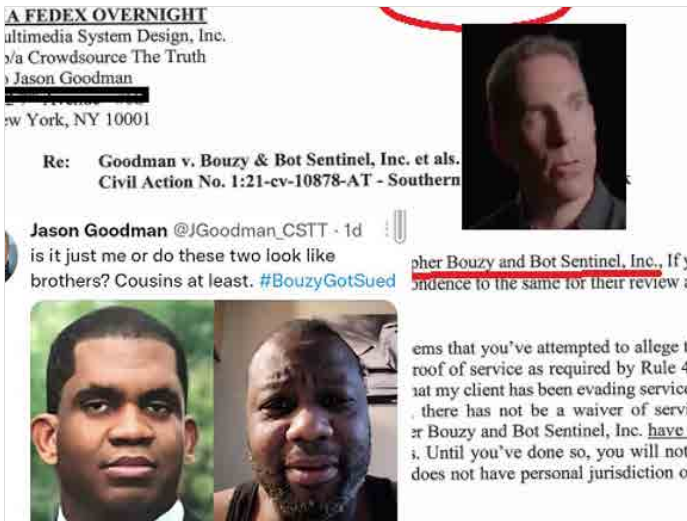 A FEDEX OVERNIGHT
ultimedia System Design, Inc.
/a Crowdsource The Truth
Jason Goodman
ew York, NY 10001
Re: Goodman v. Bouzy & Bot Sentinel, Inc. et als.
Civil Action No. 1:21-cv-10878-AT - Southern
Jason Goodman @JGoodman_CSTT · 1d
is it just me or do these two look like
brothers? Cousins at least. #BouzyGotSued
pher Bouzy and Bot Sentinel, Inc., If
ondence to the same for their review
ems that you've attempted to allege
roof of service as required by Rule 4
at my client has been evading service
there has not be a waiver of
er Bouzy and Bot Sentinel, Inc. have
s. Until you've done so, you will not
does not have personal jurisdiction